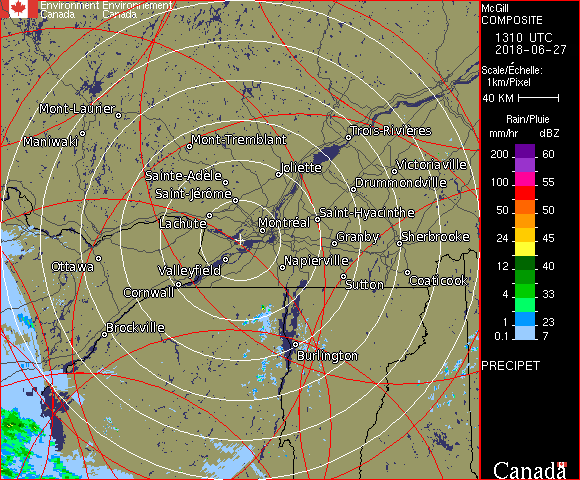 Environment Environnement
Canada Canada
Mont-Laurier
Maniwaki
Mont-Tremblant
Trois-Rivières
Sainte-Adèle
Joliette
Victoriaville
Saint-Jérôme
Drummondville
Lachute
Montréal
Saint-Hyacinthe
Granby
Sherbrooke
Ottawa
Valleyfield
Napierville
Cornwall
Sutton
Coaticook
Brockville
Burlington
McGill
COMPOSITE
1310 UTC
2018-06-27
Scale/Échelle:
1km/Pixel
40 KM
Rain/Pluie
mm/hr dBZ
200 60
55
100 55
50 50
24 45
12 40
4 33
1 23
0.1 7
PRECIPET
Canada